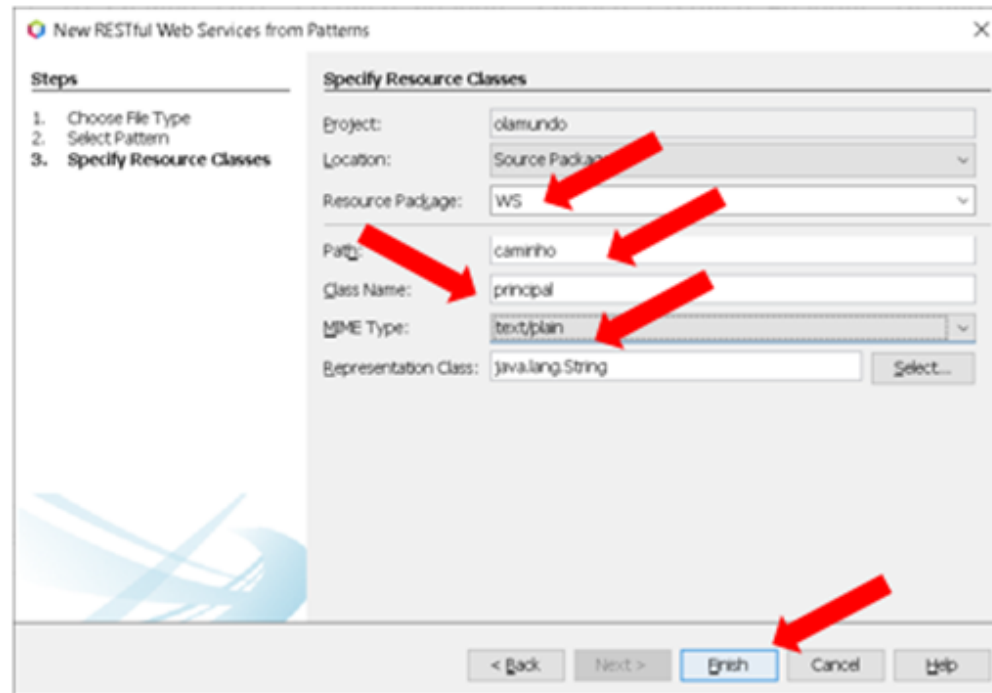 New RESTful Web Services from Patterns
Steps
1. Choose File Type
2. Select Pattern
3. Specify Resource Classes
Specify Resource Classes
Project: olamundo
Location: Source
Resource Package: WS
Path: caminho
Class Name: principal
MIME Type: text/plain
Representation Class: java.lang.String Select...
< Back Next > Finish Cancel Help